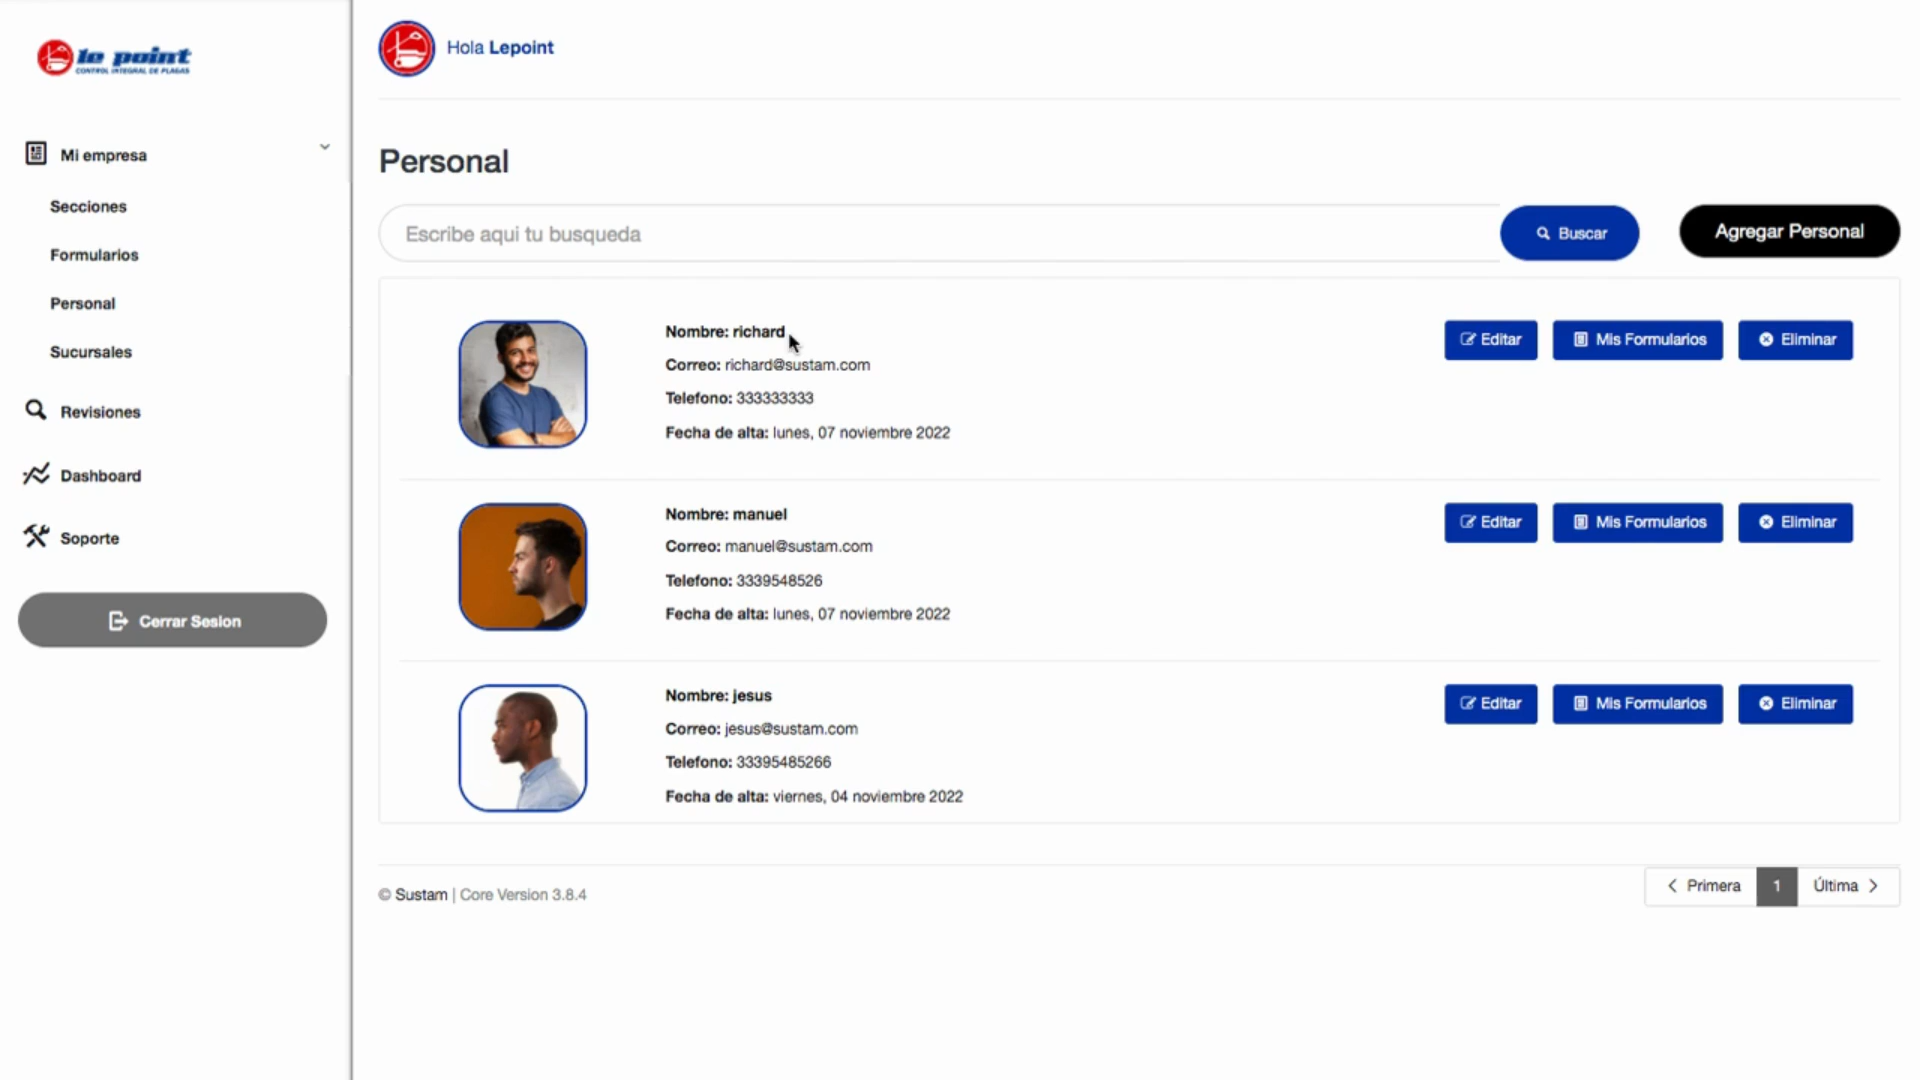 le point
CONTROL INTEGRAL DE PLAGAS
Hola Lepoint
Mi empresa
Secciones
Formularios
Personal
Sucursales
Revisiones
Dashboard
Soporte
Cerrar Sesion
Personal
Escribe aqui tu busqueda
Buscar
Agregar Personal
Nombre: richard
Correo: richard@sustam.com
Telefono: 333333333
Fecha de alta: lunes, 07 noviembre 2022
Editar
Mis Formularios
Eliminar
Nombre: manuel
Correo: manuel@sustam.com
Telefono: 3339548526
Fecha de alta: lunes, 07 noviembre 2022
Editar
Mis Formularios
Eliminar
Nombre: jesus
Correo: jesus@sustam.com
Telefono: 33395485266
Fecha de alta: viernes, 04 noviembre 2022
Editar
Mis Formularios
Eliminar
© Sustam | Core Version 3.8.4
Primera 1 Última